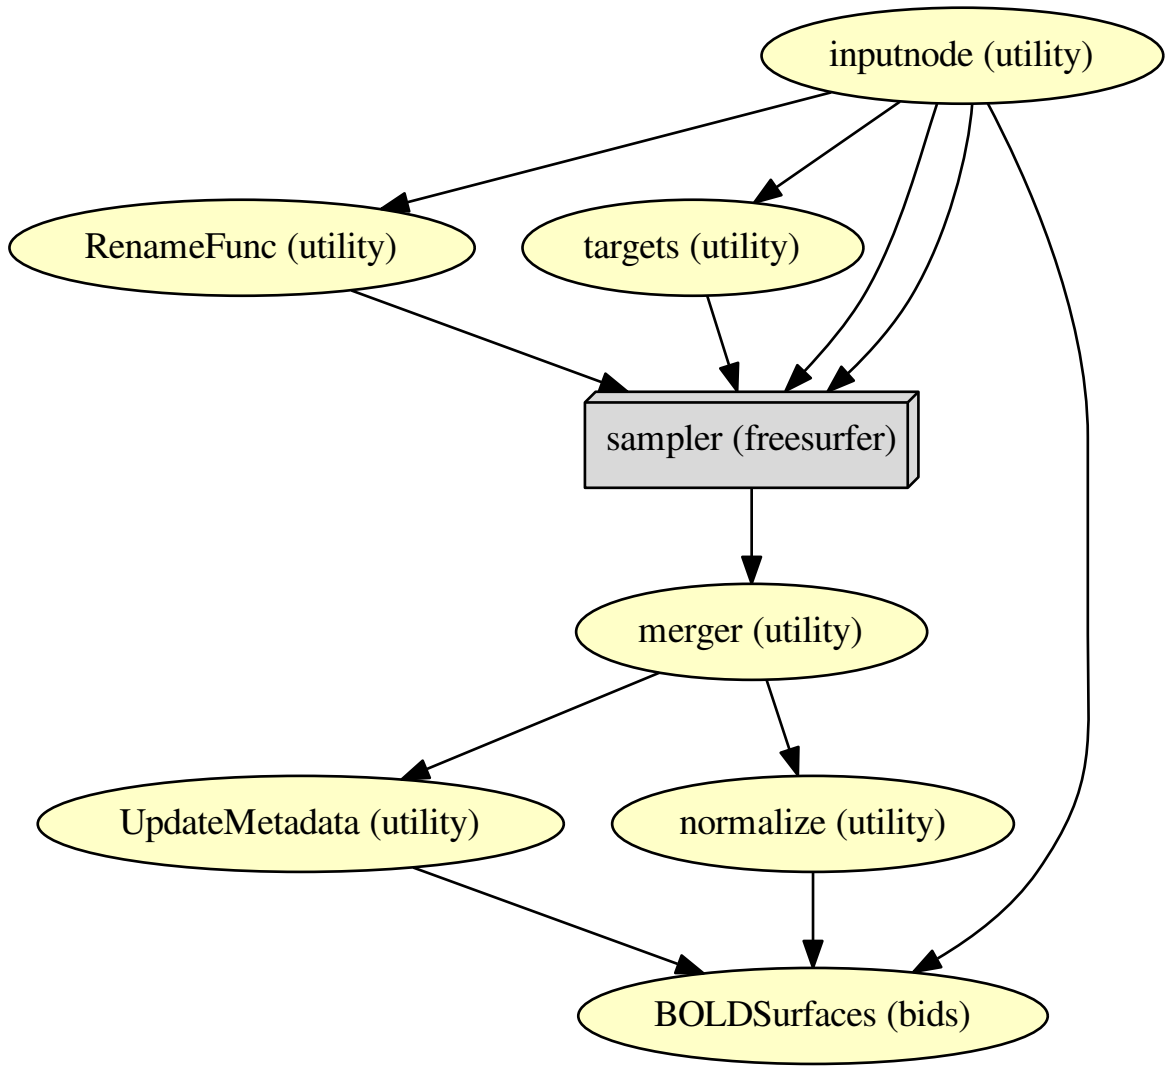 inputnode (utility)
RenameFunc (utility)
targets (utility)
sampler (freesurfer)
merger (utility)
UpdateMetadata (utility)
normalize (utility)
BOLDSurfaces (bids)